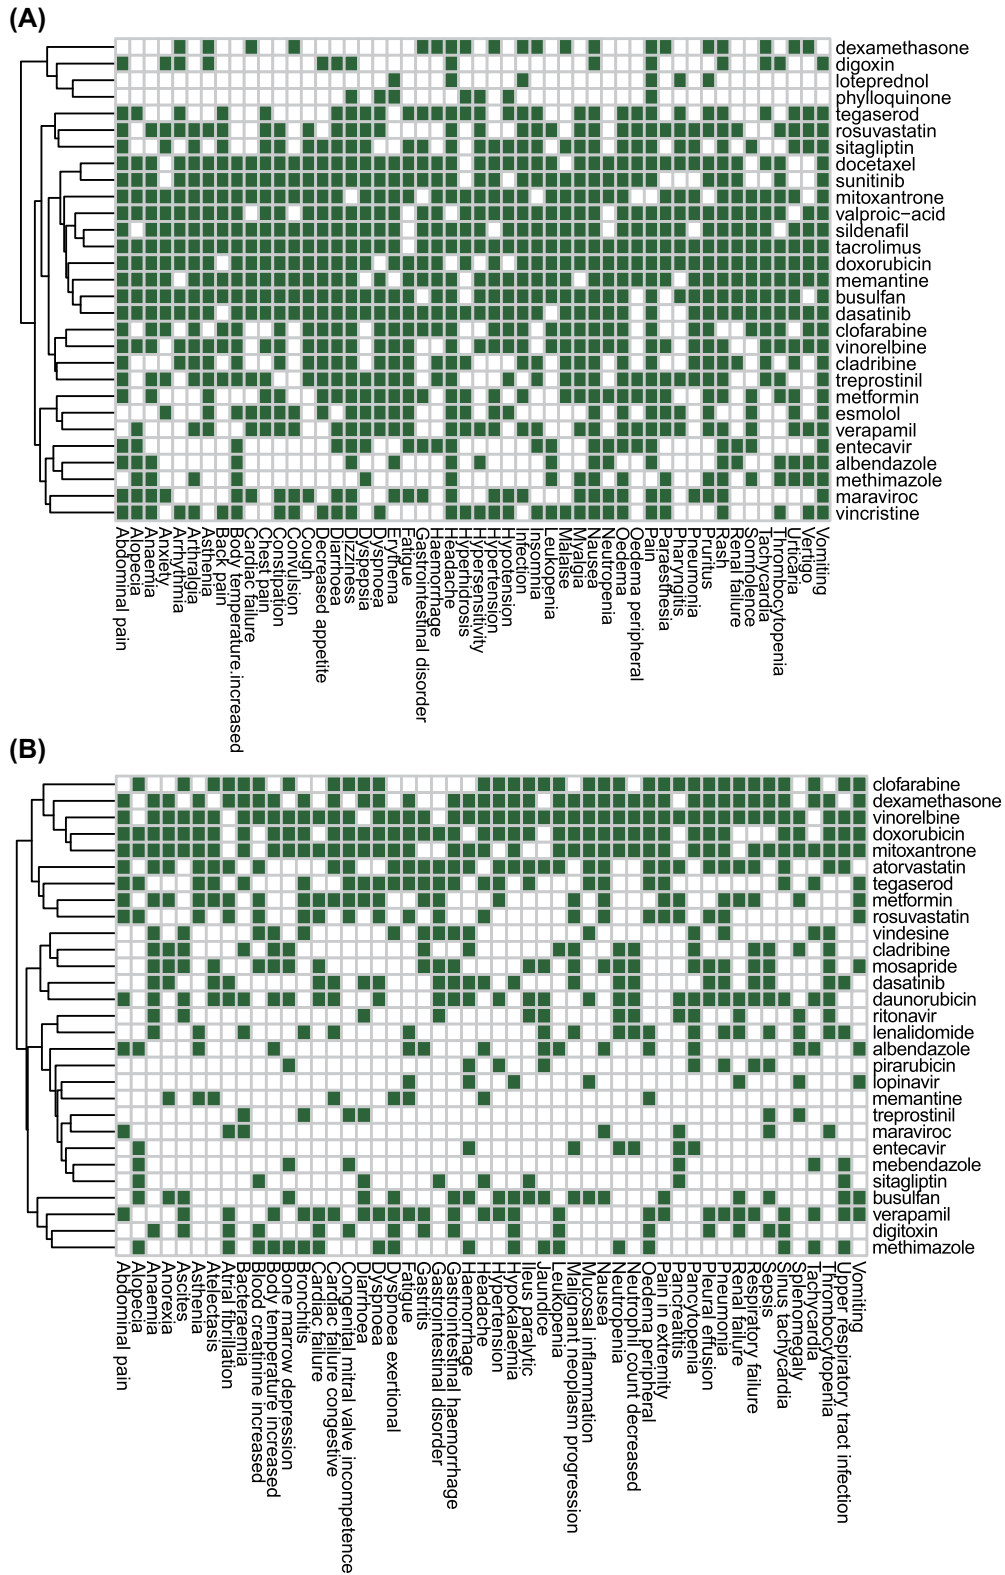 (A)
dexamethasone
digoxin
loteprednol
phylloquinone
tegaserod
rosuvastatin
sitagliptin
docetaxel
sunitinib
mitoxantrone
valproic−acid
sildenafil
tacrolimus
doxorubicin
memantine
busulfan
dasatinib
clofarabine
vinorelbine
cladribine
treprostinil
metformin
esmolol
verapamil
entecavir
albendazole
methimazole
maraviroc
vincristine
Abdominal pain
Alopecia
Anaemia
Anxiety
Arrhythmia
Arthralgia
Asthenia
Back pain
Body temperature.increased
Cardiac failure
Chest pain
Constipation
Convulsion
Cough
Decreased appetite
Diarrhoea
Dizziness
Dyspepsia
Dyspnoea
Erythema
Fatigue
Gastrointestinal disorder
Haemorrhage
Headache
Hyperhidrosis
Hypersensitivity
Hypertension
Hypotension
Infection
Insomnia
Leukopenia
Malaise
Myalgia
Nausea
Neutropenia
Oedema
Oedema peripheral
Pain
Paraesthesia
Pharyngitis
Pneumonia
Pruritus
Rash
Renal failure
Somnolence
Tachycardia
Thrombocytopenia
Urticaria
Vertigo
Vomiting
(B)
clofarabine
dexamethasone
vinorelbine
doxorubicin
mitoxantrone
atorvastatin
tegaserod
metformin
rosuvastatin
vindesine
cladribine
mosapride
dasatinib
daunorubicin
ritonavir
lenalidomide
albendazole
pirarubicin
lopinavir
memantine
treprostinil
maraviroc
entecavir
mebendazole
sitagliptin
busulfan
verapamil
digitoxin
methimazole
Abdominal pain
Alopecia
Anaemia
Anorexia
Ascites
Asthenia
Atelectasis
Atrial fibrillation
Bacteraemia
Blood creatinine increased
Body temperature increased
Bone marrow depression
Bronchitis
Cardiac failure
Cardiac failure congestive
Congenital mitral valve incompetence
Diarrhoea
Dyspnoea
Dyspnoea exertional
Fatigue
Gastritis
Gastrointestinal disorder
Gastrointestinal haemorrhage
Haemorrhage
Headache
Hypertension
Hypokalaemia
Ileus paralytic
Jaundice
Leukopenia
Malignant neoplasm progression
Mucosal inflammation
Nausea
Neutropenia
Neutrophil count decreased
Oedema peripheral
Pain in extremity
Pancreatitis
Pancytopenia
Pleural effusion
Pneumonia
Renal failure
Respiratory failure
Sepsis
Sinus tachycardia
Splenomegaly
Tachycardia
Thrombocytopenia
Upper respiratory tract infection
Vomiting